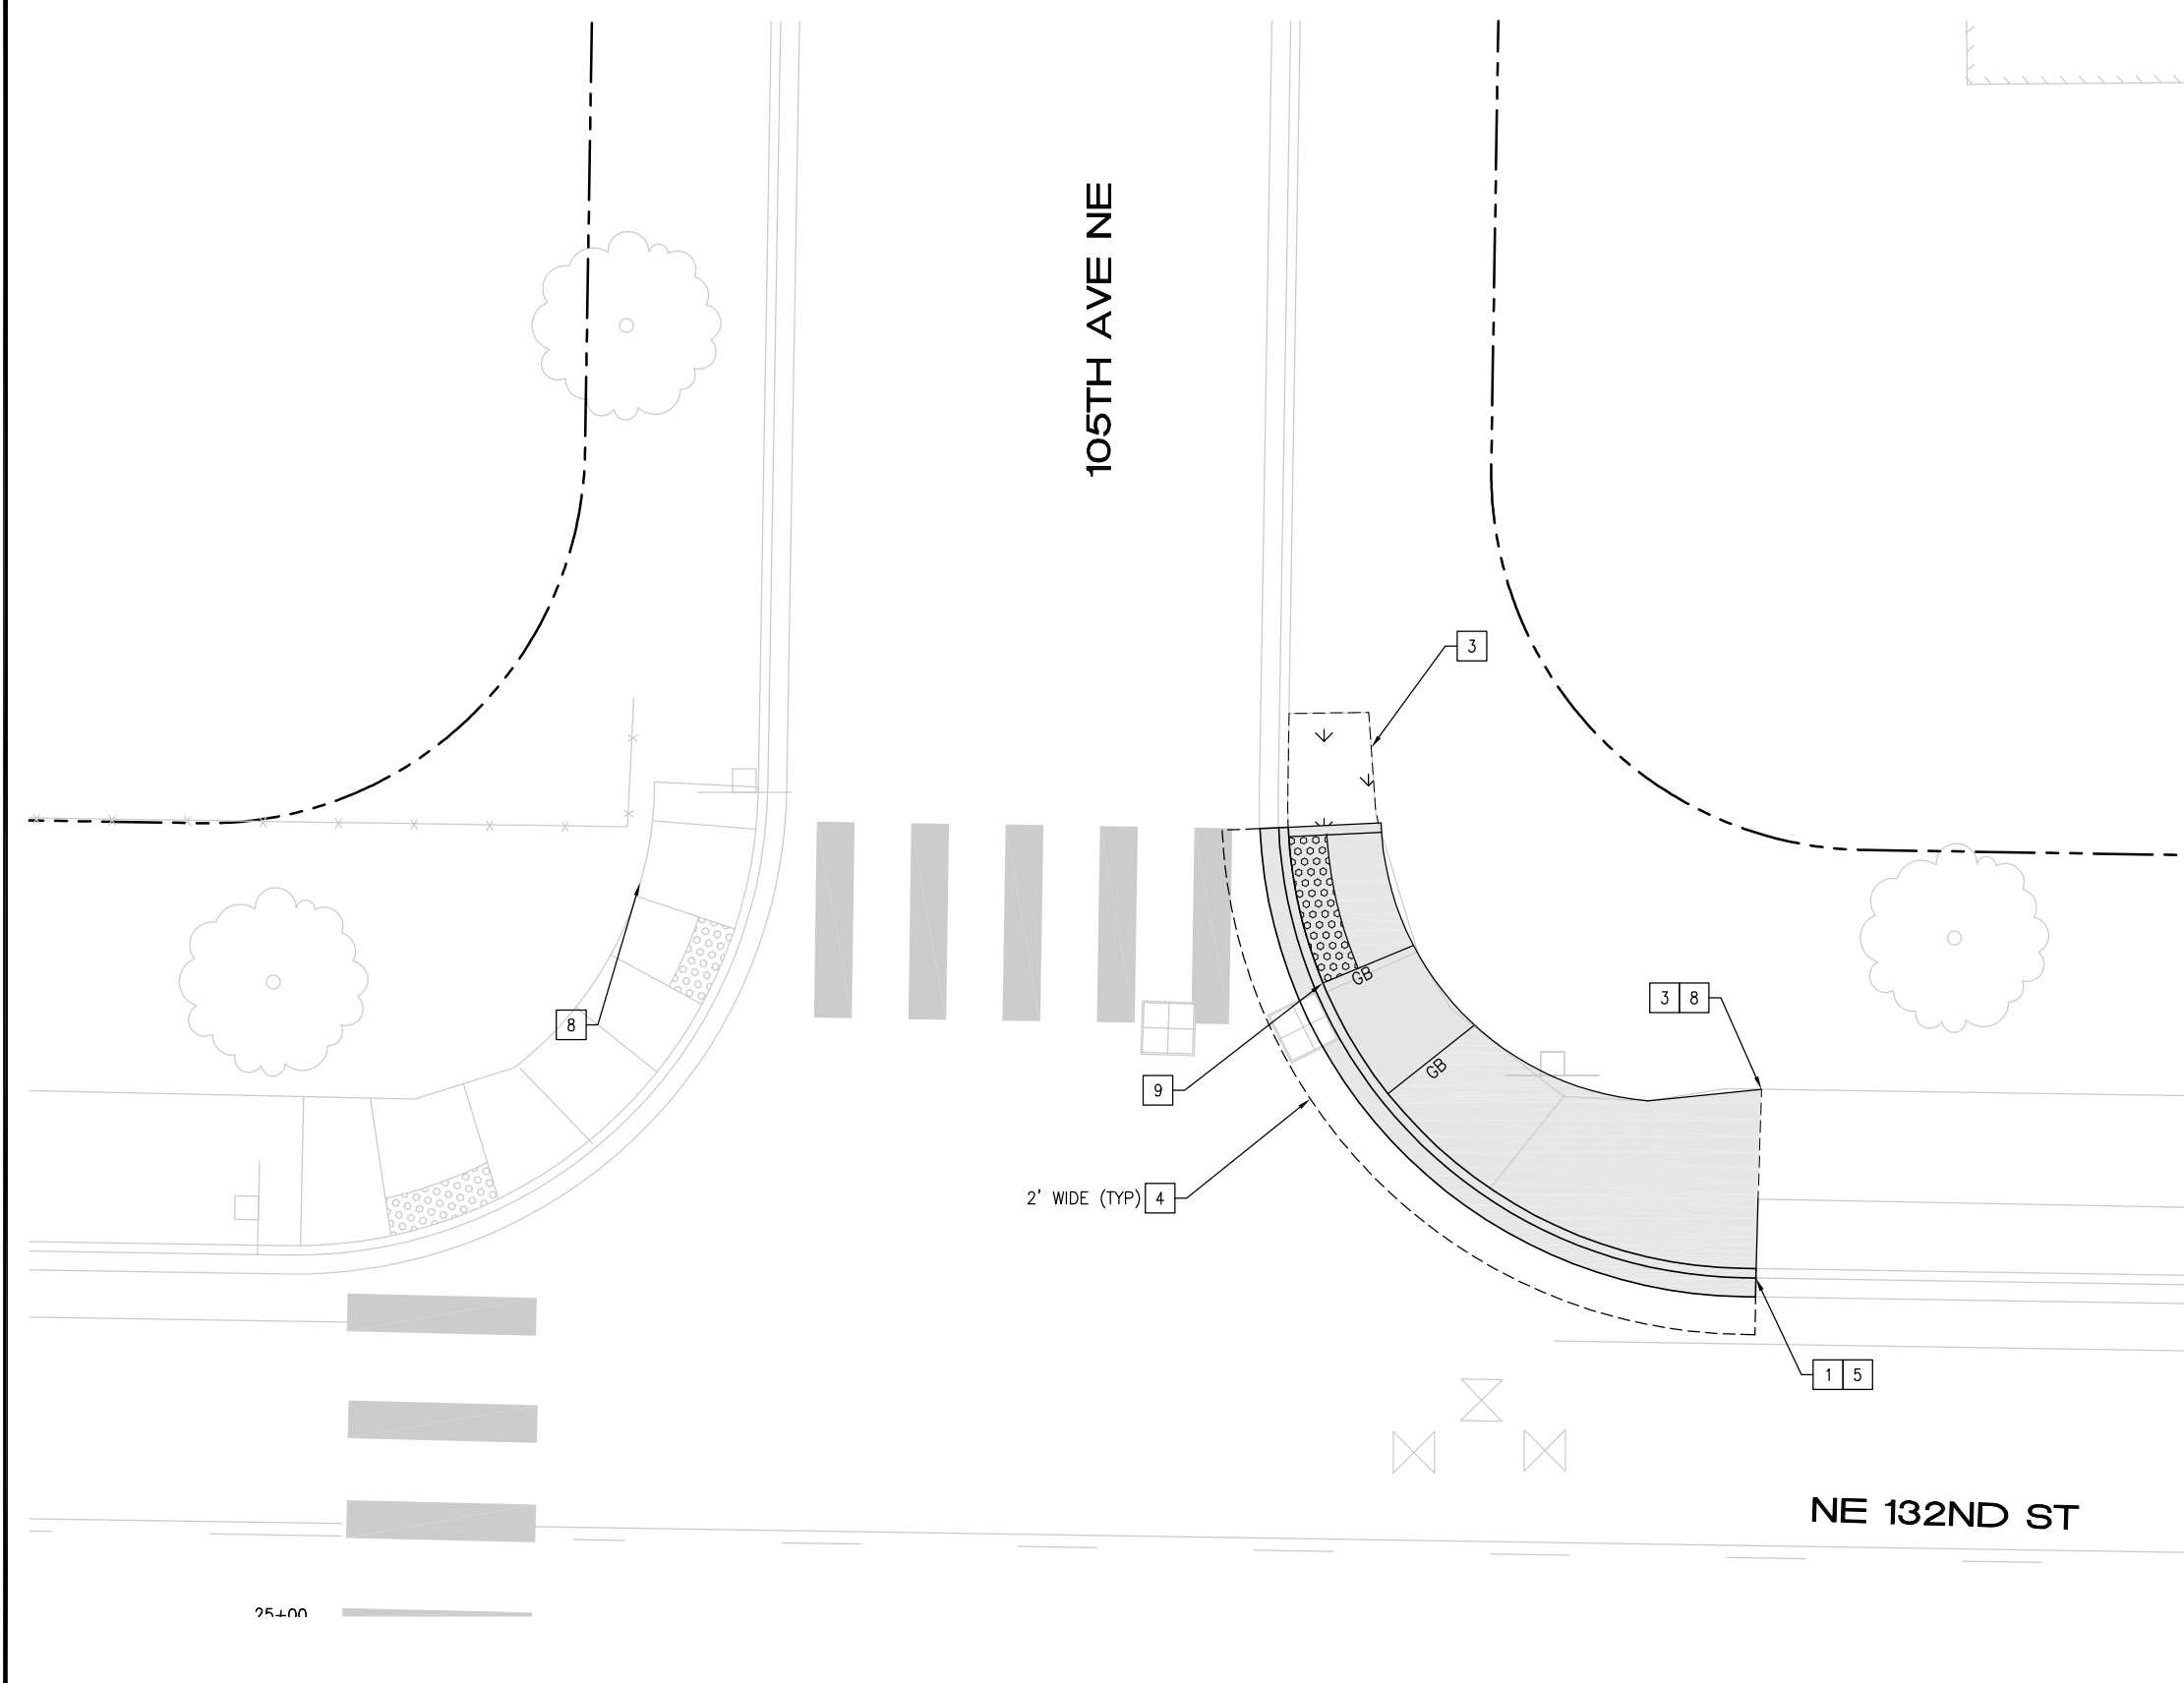 105TH AVE NE
3
3 8
8
GB
GB
9
2' WIDE (TYP) 4
1 5
NE 132ND ST
25+00